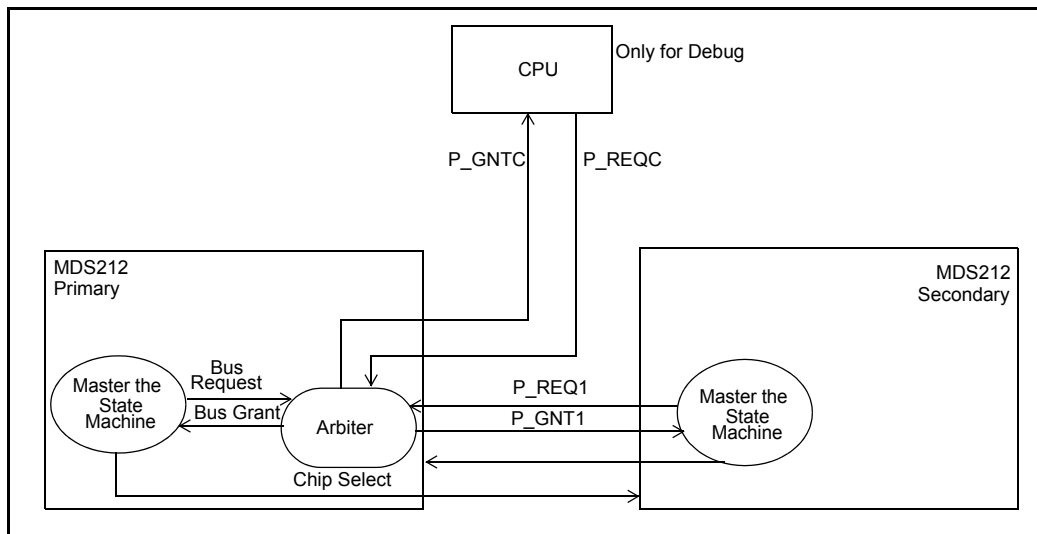 Only for Debug
CPU
P_GNTC
P_REQC
MDS212
Primary
MDS212
Secondary
Bus
Request
Master the
State
Machine
Bus Grant
Arbiter
P_REQ1
P_GNT1
Master the
State
Machine
Chip Select